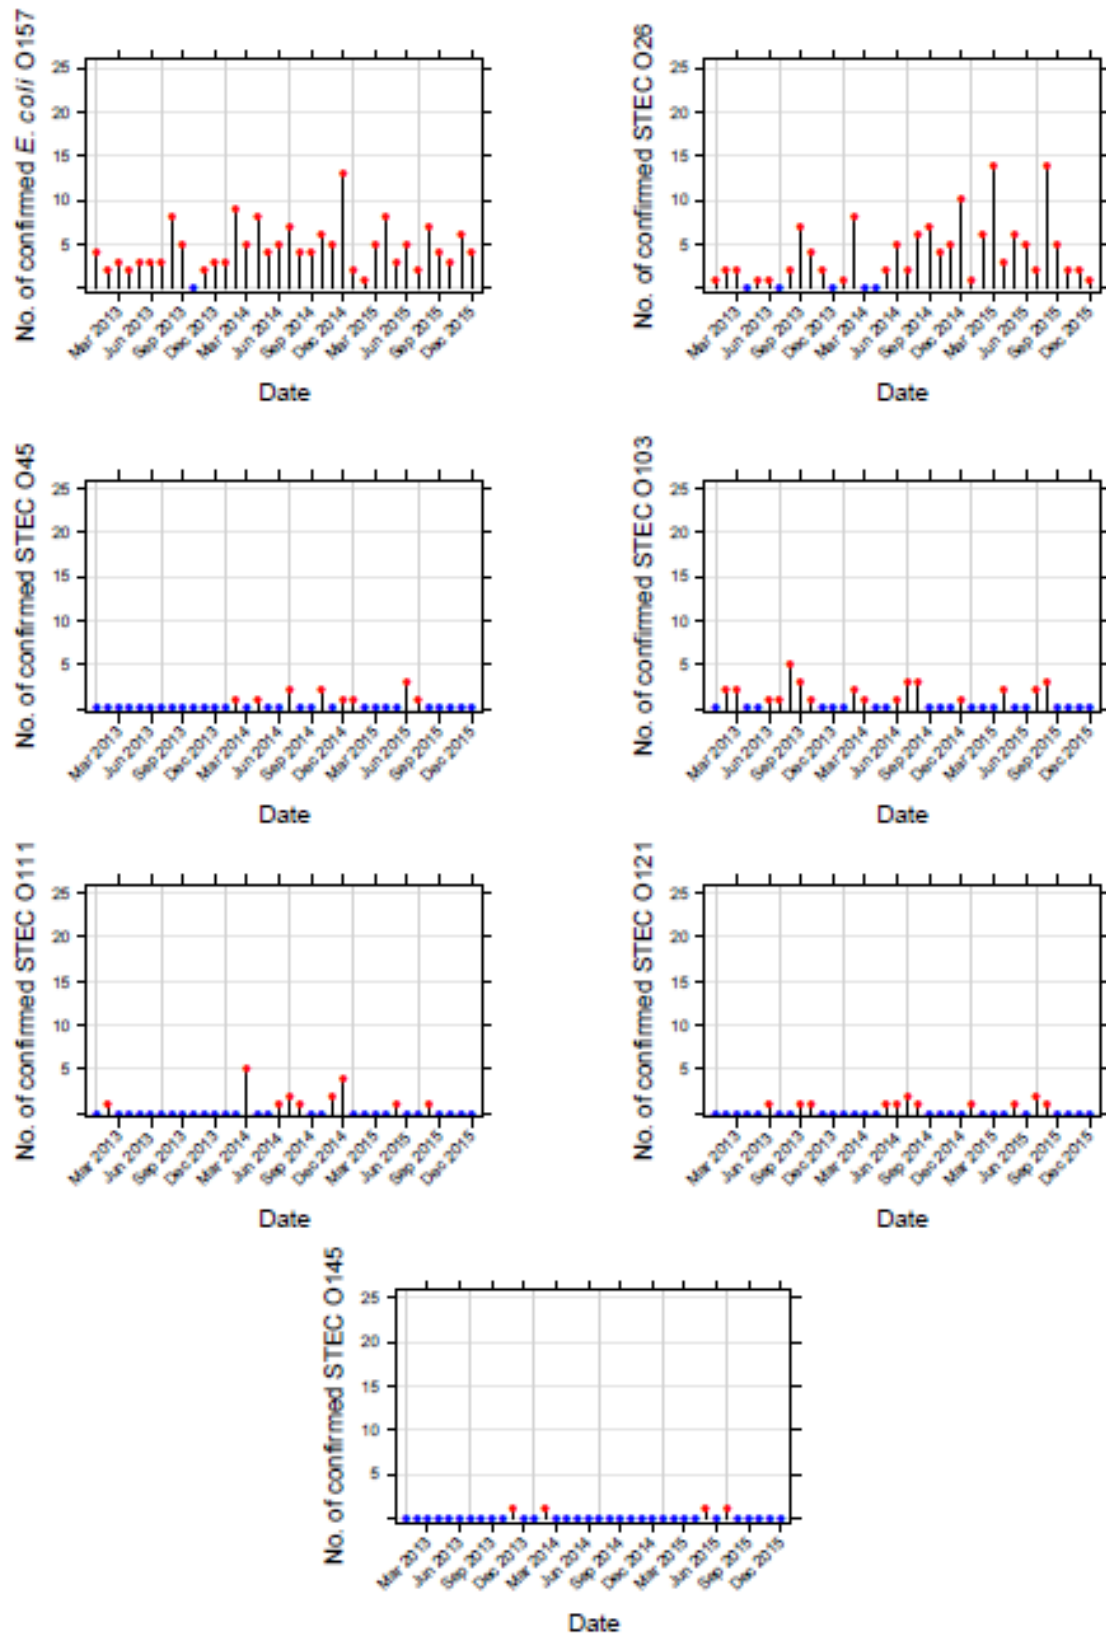 No. of confirmed E. coli O157
25
20
15
10
5
Mar 2013
Jun 2013
Sep 2013
Dec 2013
Mar 2014
Jun 2014
Sep 2014
Dec 2014
Mar 2015
Jun 2015
Sep 2015
Dec 2015
Date
No. of confirmed STEC O26
25
20
15
10
5
Mar 2013
Jun 2013
Sep 2013
Dec 2013
Mar 2014
Jun 2014
Sep 2014
Dec 2014
Mar 2015
Jun 2015
Sep 2015
Dec 2015
Date
No. of confirmed STEC O45
25
20
15
10
5
Mar 2013
Jun 2013
Sep 2013
Dec 2013
Mar 2014
Jun 2014
Sep 2014
Dec 2014
Mar 2015
Jun 2015
Sep 2015
Dec 2015
Date
No. of confirmed STEC O103
25
20
15
10
5
Mar 2013
Jun 2013
Sep 2013
Dec 2013
Mar 2014
Jun 2014
Sep 2014
Dec 2014
Mar 2015
Jun 2015
Sep 2015
Dec 2015
Date
No. of confirmed STEC O111
25
20
15
10
5
Mar 2013
Jun 2013
Sep 2013
Dec 2013
Mar 2014
Jun 2014
Sep 2014
Dec 2014
Mar 2015
Jun 2015
Sep 2015
Dec 2015
Date
No. of confirmed STEC O121
25
20
15
10
5
Mar 2013
Jun 2013
Sep 2013
Dec 2013
Mar 2014
Jun 2014
Sep 2014
Dec 2014
Mar 2015
Jun 2015
Sep 2015
Dec 2015
Date
No. of confirmed STEC O145
25
20
15
10
5
Mar 2013
Jun 2013
Sep 2013
Dec 2013
Mar 2014
Jun 2014
Sep 2014
Dec 2014
Mar 2015
Jun 2015
Sep 2015
Dec 2015
Date